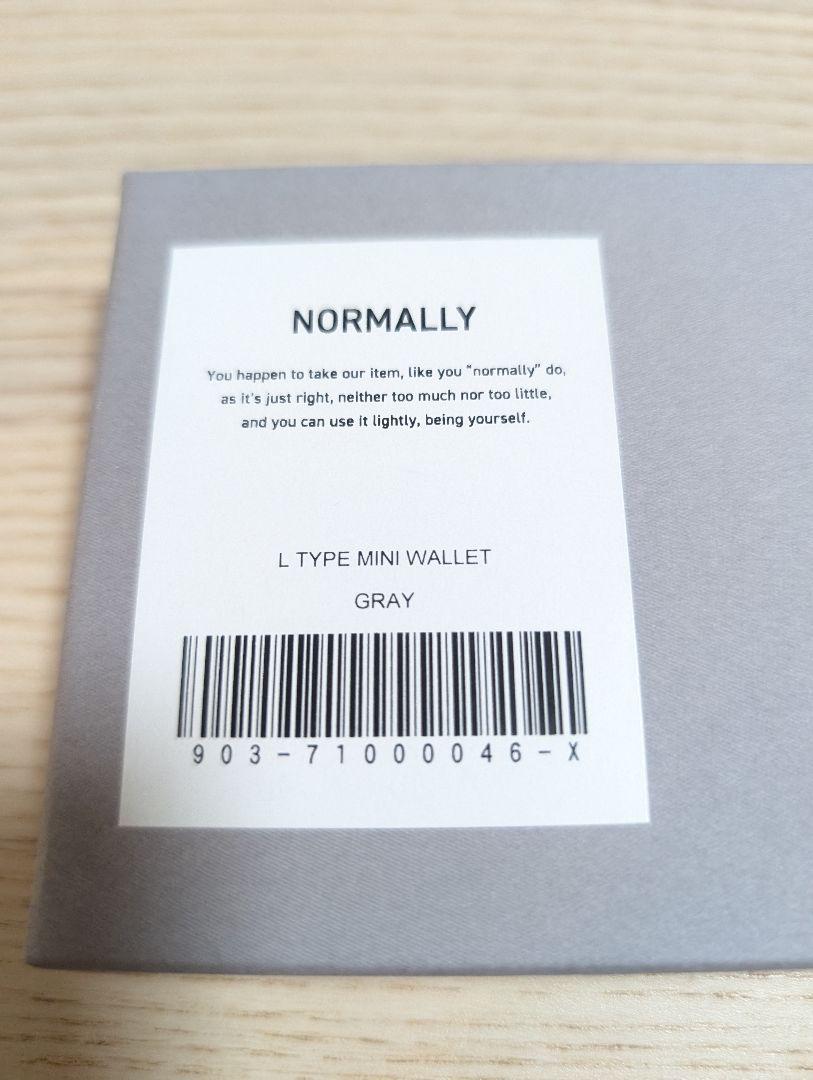 NORMALLY
You happen to take our item, like you “normally” do,
as it's just right, neither too much nor too little,
and you can use it lightly, being yourself.
L TYPE MINI WALLET
GRAY
903-71000046-X